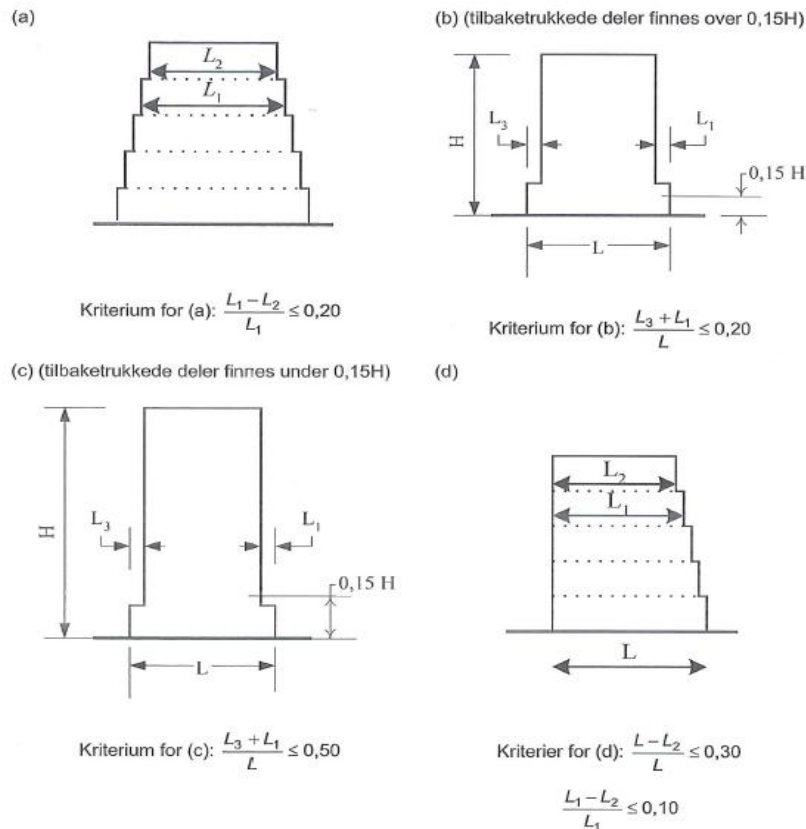 (a)
L₂
L₁
Kriterium for (a): (L₁ – L₂)/L₁ ≤ 0,20
(b) (tilbaketrukkede deler finnes over 0,15H)
H
L₃
L₁
0,15 H
L
Kriterium for (b): (L₃ + L₁)/L ≤ 0,20
(c) (tilbaketrukkede deler finnes under 0,15H)
H
L₃
L₁
0,15 H
L
Kriterium for (c): (L₃ + L₁)/L ≤ 0,50
(d)
L₂
L₁
L
Kriterier for (d): (L – L₂)/L ≤ 0,30
(L₁ – L₂)/L₁ ≤ 0,10